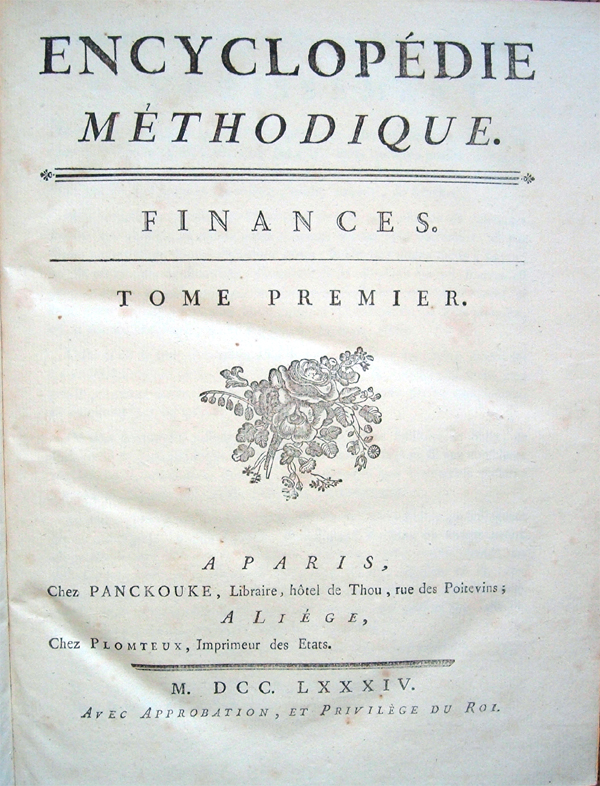 ENCYCLOPÉDIE
MÉTHODIQUE.
FINANCES.
TOME PREMIER.
A PARIS,
Chez PANCKOUKE, Libraire, hôtel de Thou, rue des Poitevins;
A LIÉGE,
Chez PLOMTEUX, Imprimeur des Etats.
M. DCC. LXXXIV.
AVEC APPROBATION, ET PRIVILÈGE DU ROI.